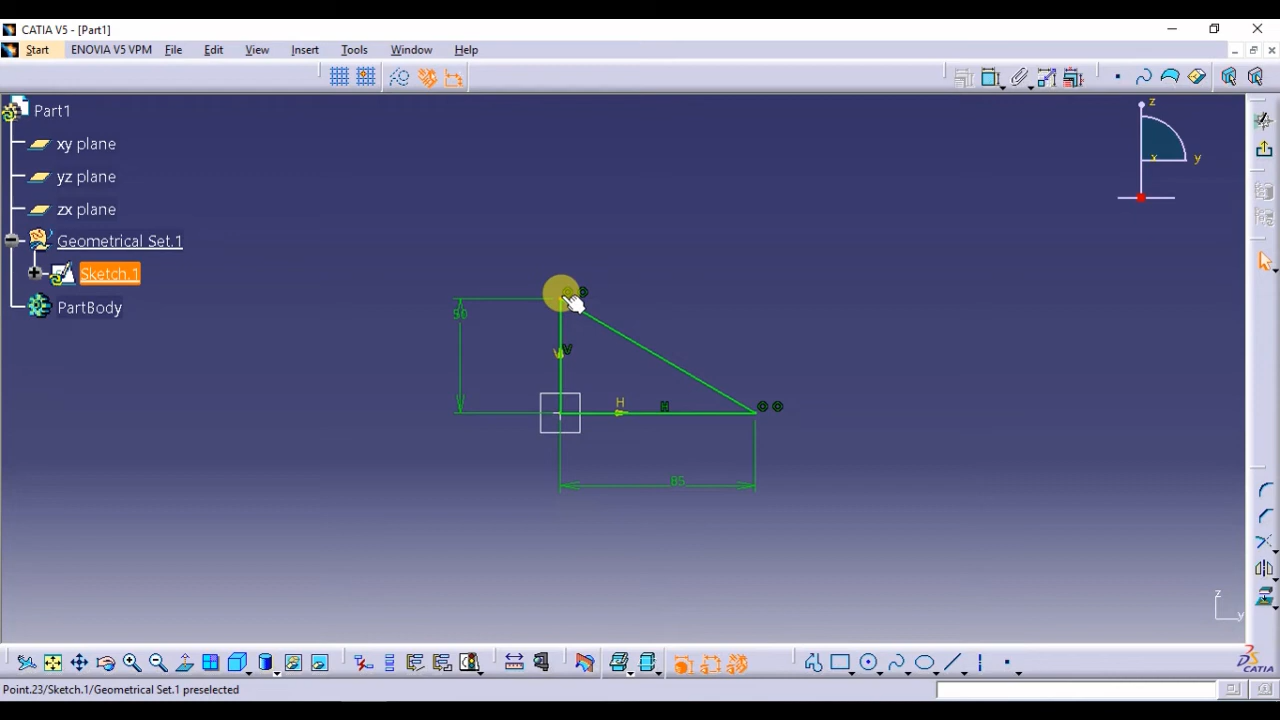 CATIA V5 - [Part1]
Start ENOVIA V5 VPM File Edit View Insert Tools Window Help
Part1
xy plane
yz plane
zx plane
Geometrical Set.1
Sketch.1
PartBody
z
x y
50
V V
H H
85
z
y
CATIA
Point.23/Sketch.1/Geometrical Set.1 preselected